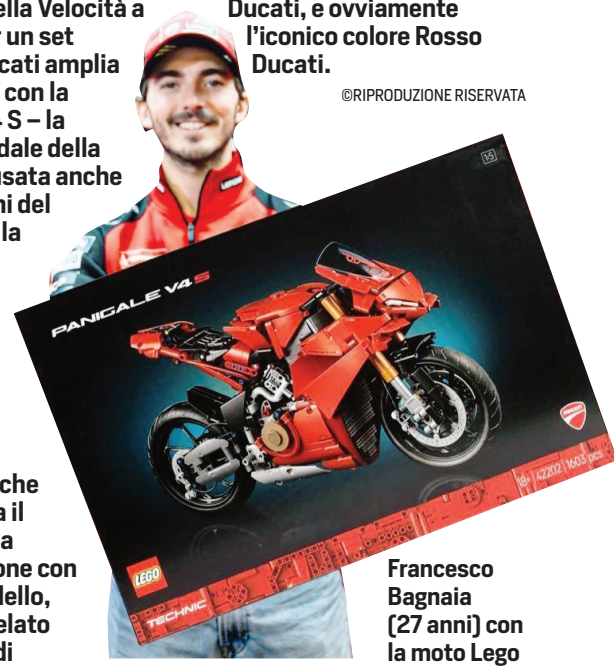 ella Velocità a
r un set
cati amplia
con la
4 S – la
dale della
usata anche
ni del
la
Ducati, e ovviamente
l’iconico colore Rosso
Ducati.
©RIPRODUZIONE RISERVATA
PANIGALE V4 S
DUCATI
18+ | 42202 | 1603 pcs
LEGO
TECHNIC
che
a il
a
one con
dello,
elato
di
Francesco
Bagnaia
(27 anni) con
la moto Lego